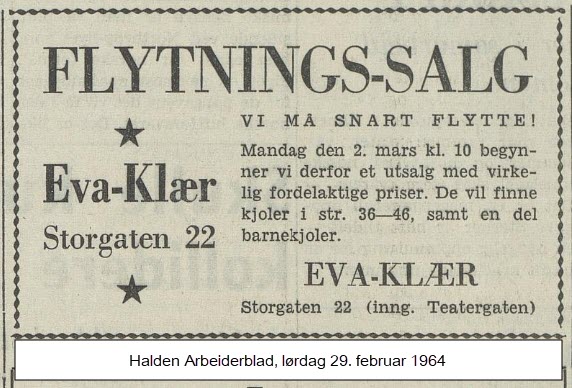 FLYTNINGS-SALG
Eva-Klær
Storgaten 22
VI MÅ SNART FLYTTE!
Mandag den 2. mars kl. 10 begyn-
ner vi derfor et utsalg med virke-
lig fordelaktige priser. De vil finne
kjoler i str. 36—46, samt en del
barnekjoler.
EVA-KLÆR
Storgaten 22 (inng. Teatergaten)
Halden Arbeiderblad, lørdag 29. februar 1964